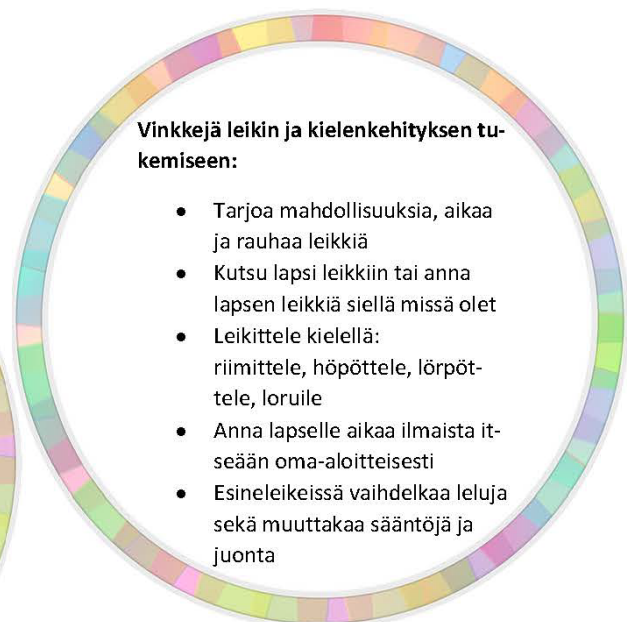 Vinkkejä leikin ja kielenkehityksen tu-
kemiseen:
• Tarjoa mahdollisuuksia, aikaa
ja rauhaa leikkiä
• Kutsu lapsi leikkiin tai anna
lapsen leikkiä siellä missä olet
• Leikittele kielellä:
riimittele, höpöttele, lörpöt-
tele, loruile
• Anna lapselle aikaa ilmaista it-
seään oma-aloitteisesti
• Esineleikeissä vaihdelkaa leluja
sekä muuttakaa sääntöjä ja
juonta